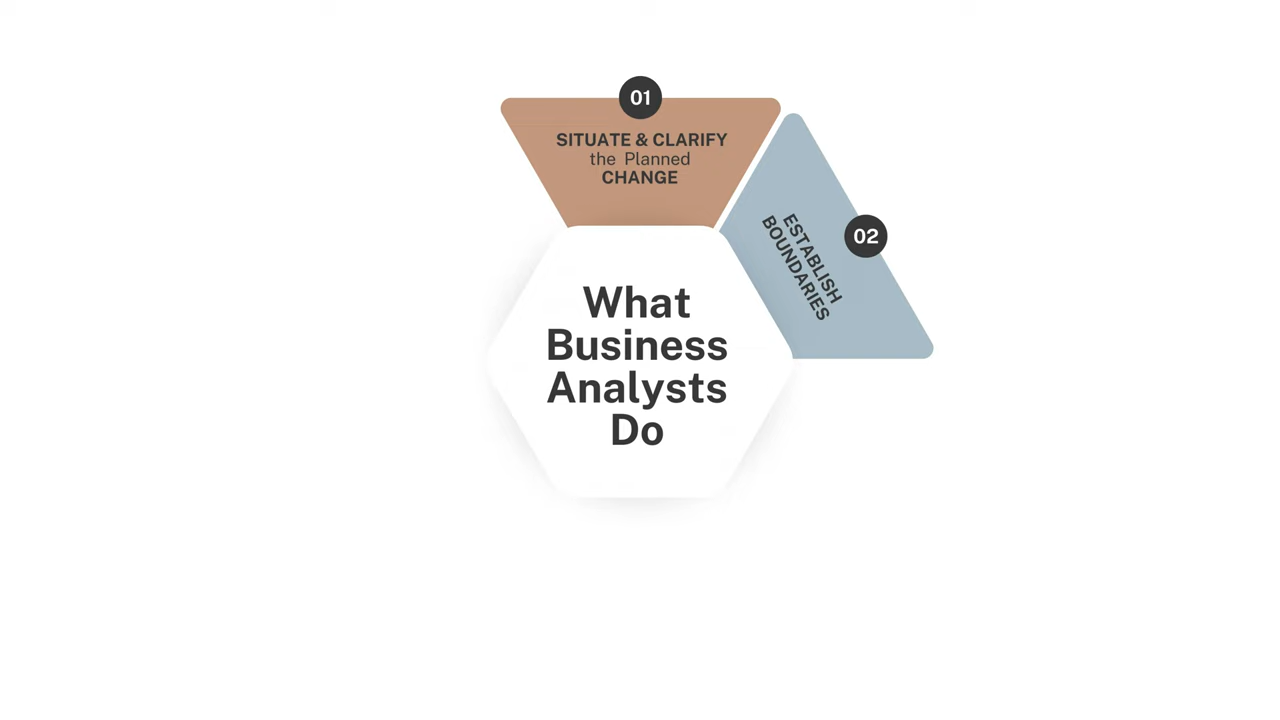 01
SITUATE & CLARIFY
the Planned
CHANGE
02
ESTABLISH
BOUNDARIES
What
Business
Analysts
Do